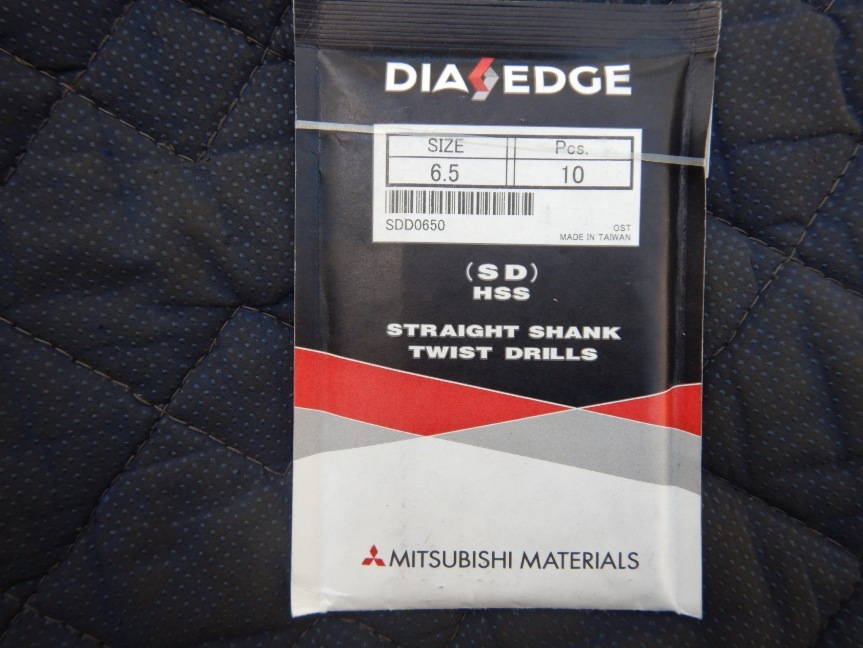 DIAEDGE
SIZE Pcs.
6.5 10
SDD0650
OST
MADE IN TAIWAN
(SD)
HSS
STRAIGHT SHANK
TWIST DRILLS
MITSUBISHI MATERIALS